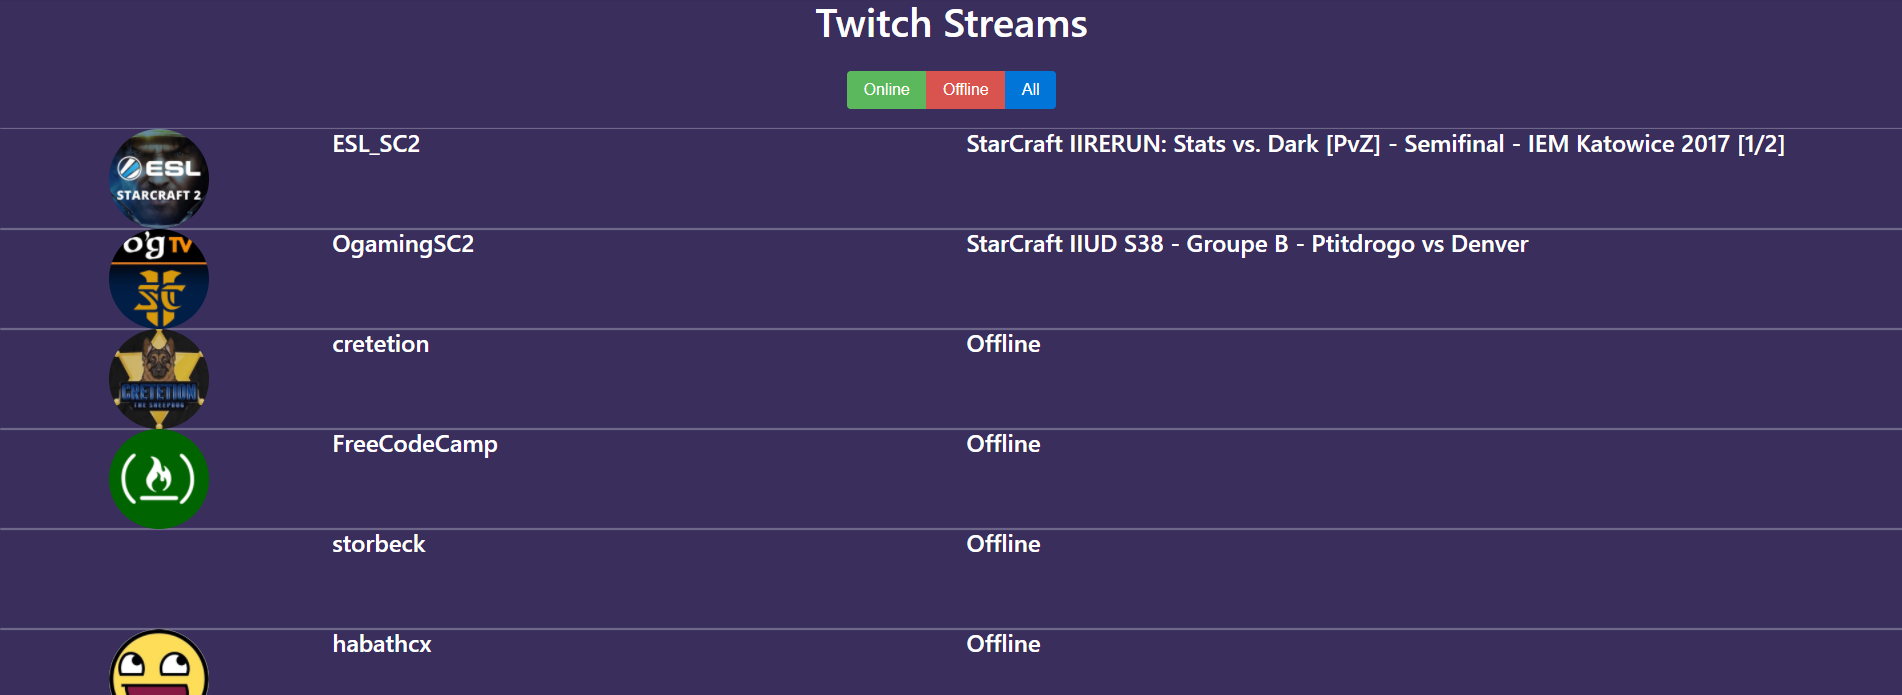 Twitch Streams
Online Offline All
ESL
STARCRAFT 2
ESL_SC2 StarCraft IIRERUN: Stats vs. Dark [PvZ] - Semifinal - IEM Katowice 2017 [1/2]
o'g TV
SC
OgamingSC2 StarCraft IIUD S38 - Groupe B - Ptitdrogo vs Denver
CRETETION
THE SHEEPDOG
cretetion Offline
FreeCodeCamp Offline
storbeck Offline
habathcx Offline